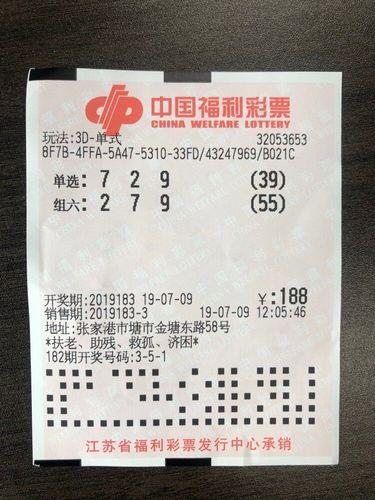 中国福利彩票
CHINA WELFARE LOTTERY
玩法:3D-单式 32053653
8F7B-4FFA-5A47-5310-33FD/43247969/B021C
单选: 7 2 9 (39)
组六: 2 7 9 (55)
开奖期:2019183 19-07-09 ¥:188
销售期:2019183-3 19-07-09 12:05:46
地址:张家港市塘市金塘东路58号
*扶老、助残、救孤、济困*
182期开奖号码:3-5-1
江苏省福利彩票发行中心承销